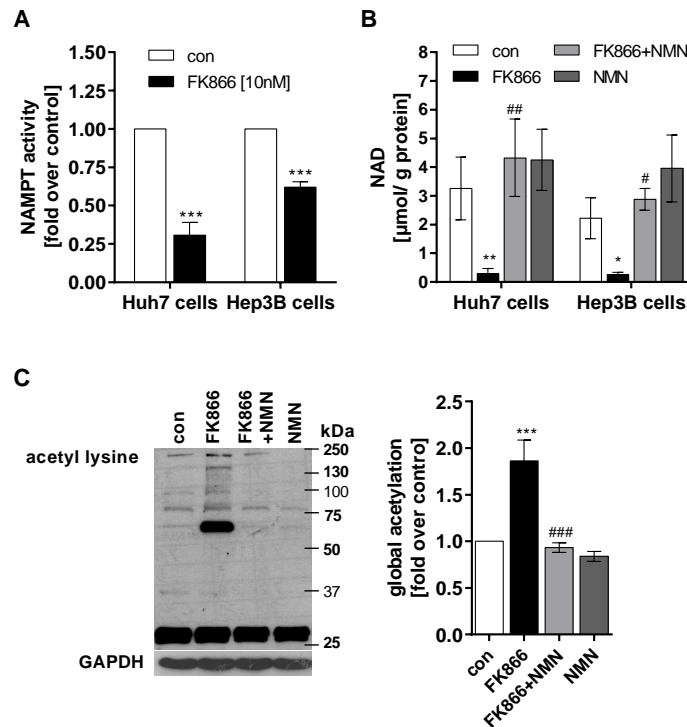 A
con
FK866 [10nM]
NAMPT activity
[fold over control]
1.50
1.25
1.00
0.75
0.50
0.25
0.00
***
***
Huh7 cells
Hep3B cells
B
con
FK866
FK866+NMN
NMN
NAD
[µmol/ g protein]
8
7
6
5
4
3
2
1
0
**
##
*
#
Huh7 cells
Hep3B cells
C
con
FK866
FK866
+NMN
NMN
kDa
acetyl lysine
250
130
100
75
50
37
25
GAPDH
global acetylation
[fold over contro]
2.5
2.0
1.5
1.0
0.5
0.0
***
###
con
FK866
FK866+NMN
NMN